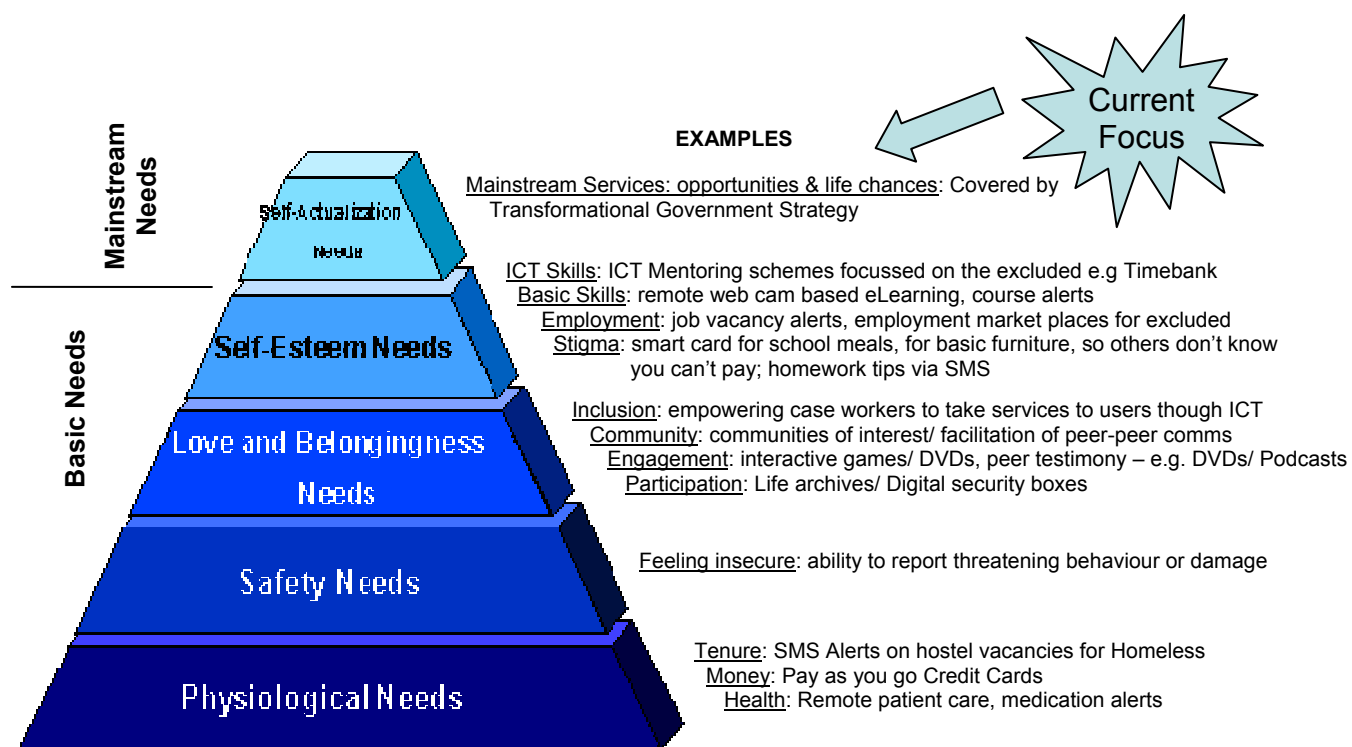 Current
Focus
EXAMPLES
Mainstream
Needs
Basic Needs
Self-Actualization
Needs
Mainstream Services: opportunities & life chances: Covered by
Transformational Government Strategy
Self-Esteem Needs
ICT Skills: ICT Mentoring schemes focussed on the excluded e.g Timebank
Basic Skills: remote web cam based eLearning, course alerts
Employment: job vacancy alerts, employment market places for excluded
Stigma: smart card for school meals, for basic furniture, so others don’t know
you can’t pay; homework tips via SMS
Love and Belongingness
Needs
Inclusion: empowering case workers to take services to users though ICT
Community: communities of interest/ facilitation of peer-peer comms
Engagement: interactive games/ DVDs, peer testimony – e.g. DVDs/ Podcasts
Participation: Life archives/ Digital security boxes
Safety Needs
Feeling insecure: ability to report threatening behaviour or damage
Physiological Needs
Tenure: SMS Alerts on hostel vacancies for Homeless
Money: Pay as you go Credit Cards
Health: Remote patient care, medication alerts